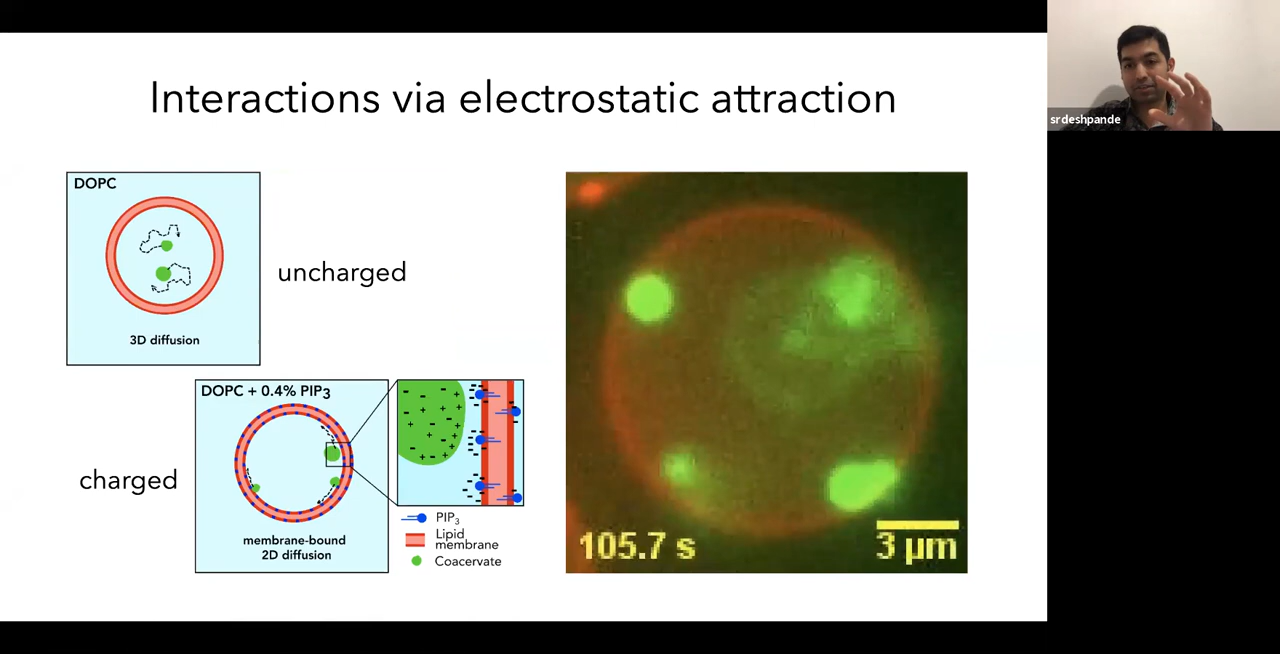 Interactions via electrostatic attraction
srdeshpande
DOPC
uncharged
3D diffusion
DOPC + 0.4% PIP3
charged
membrane-bound
2D diffusion
PIP3
Lipid
membrane
Coacervate
105.7 s
3 µm